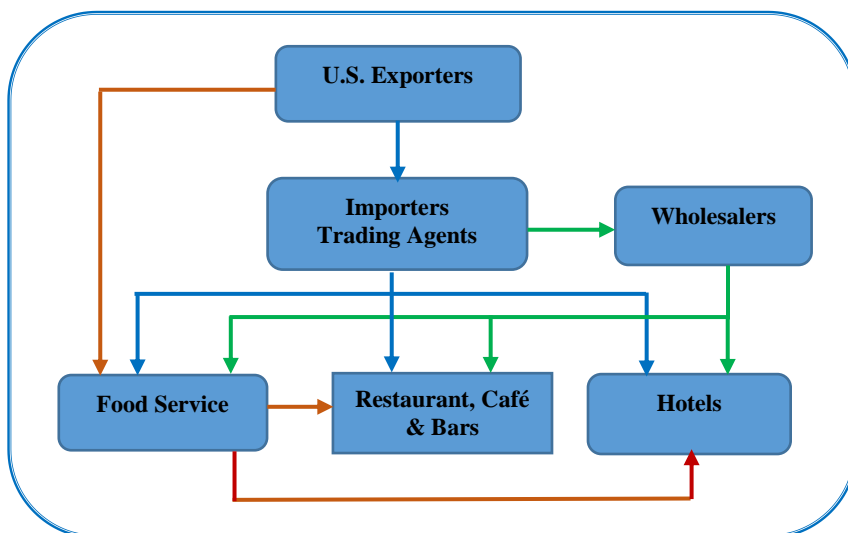 U.S. Exporters
Importers
Trading Agents
Wholesalers
Food Service
Restaurant, Café
& Bars
Hotels